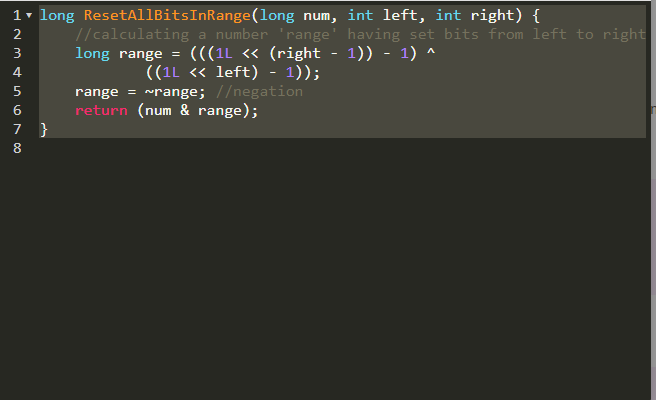 1 long ResetAllBitsInRange(long num, int left, int right) {
2 //calculating a number 'range' having set bits from left to right
3 long range = (((1L << (right - 1)) - 1) ^
4 ((1L << left) - 1));
5 range = ~range; //negation
6 return (num & range);
7 }
8